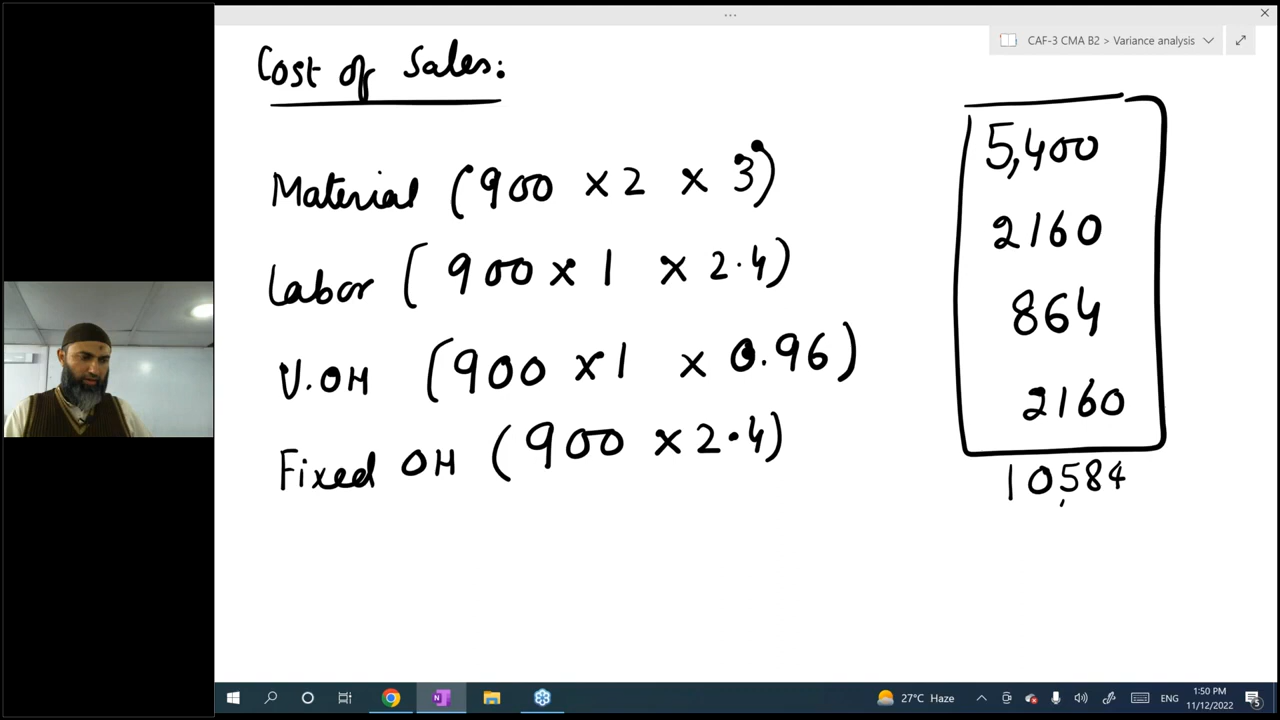 CAF-3 CMA B2 > Variance analysis
Cost of Sales:
Material (900 × 2 × 3) 5,400
Labor (900 × 1 × 2.4) 2160
V.OH (900 × 1 × 0.96) 864
Fixed OH (900 × 2.4) 2160
10,584
27°C Haze
ENG
1:50 PM
11/12/2022
5